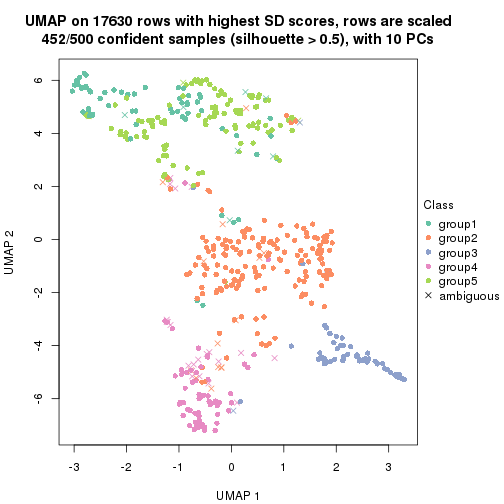 UMAP on 17630 rows with highest SD scores, rows are scaled
452/500 confident samples (silhouette > 0.5), with 10 PCs
6
4
2
0
-2
-4
-6
UMAP 2
-3
-2
-1
0
1
2
3
UMAP 1
Class
group1
group2
group3
group4
group5
ambiguous